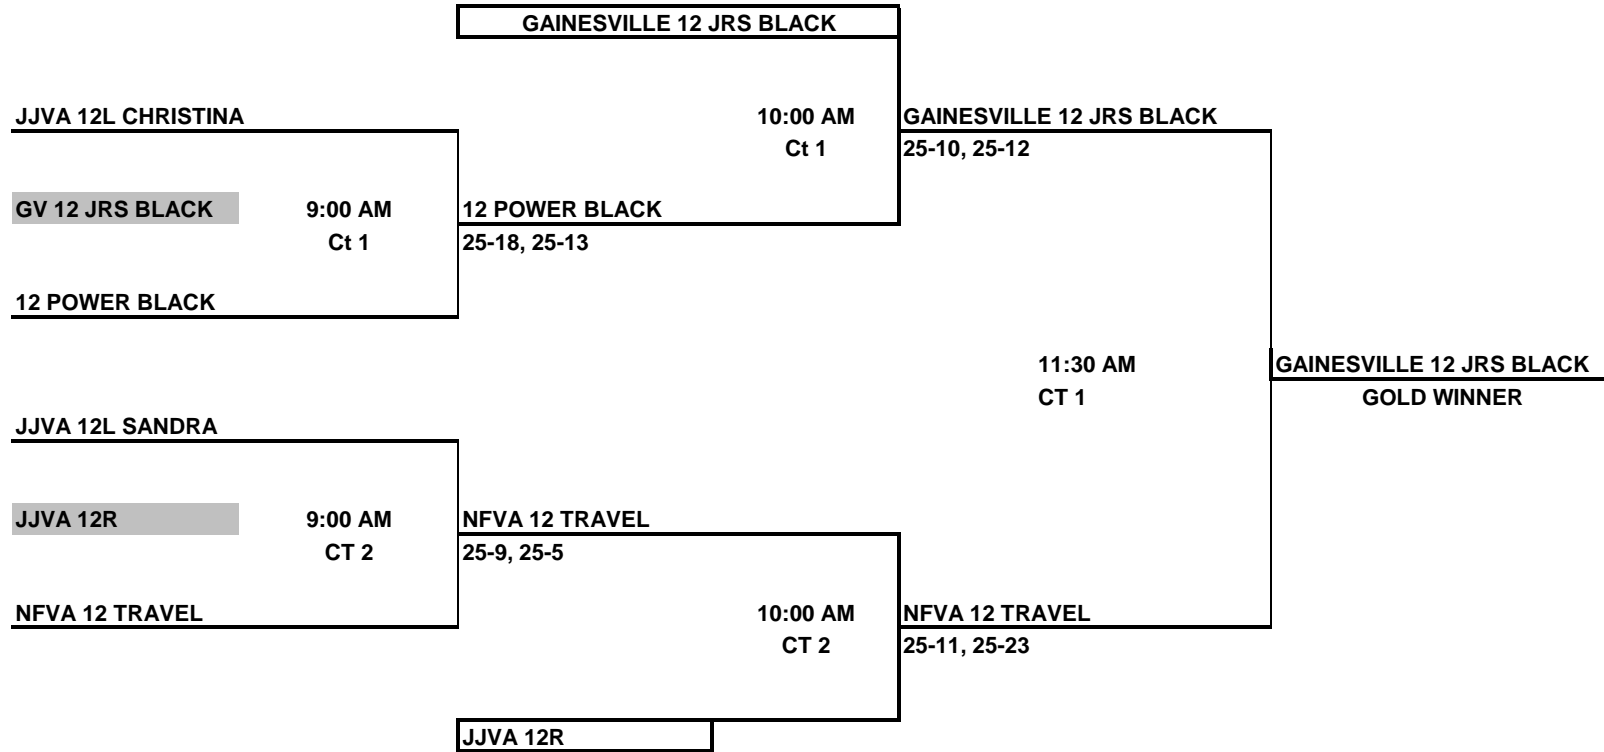 GAINESVILLE 12 JRS BLACK
JJVA 12L CHRISTINA
10:00 AM
GAINESVILLE 12 JRS BLACK
Ct 1
25-10, 25-12
GV 12 JRS BLACK
9:00 AM
12 POWER BLACK
Ct 1
25-18, 25-13
12 POWER BLACK
11:30 AM
GAINESVILLE 12 JRS BLACK
CT 1
GOLD WINNER
JJVA 12L SANDRA
JJVA 12R
9:00 AM
NFVA 12 TRAVEL
CT 2
25-9, 25-5
NFVA 12 TRAVEL
10:00 AM
NFVA 12 TRAVEL
CT 2
25-11, 25-23
JJVA 12R